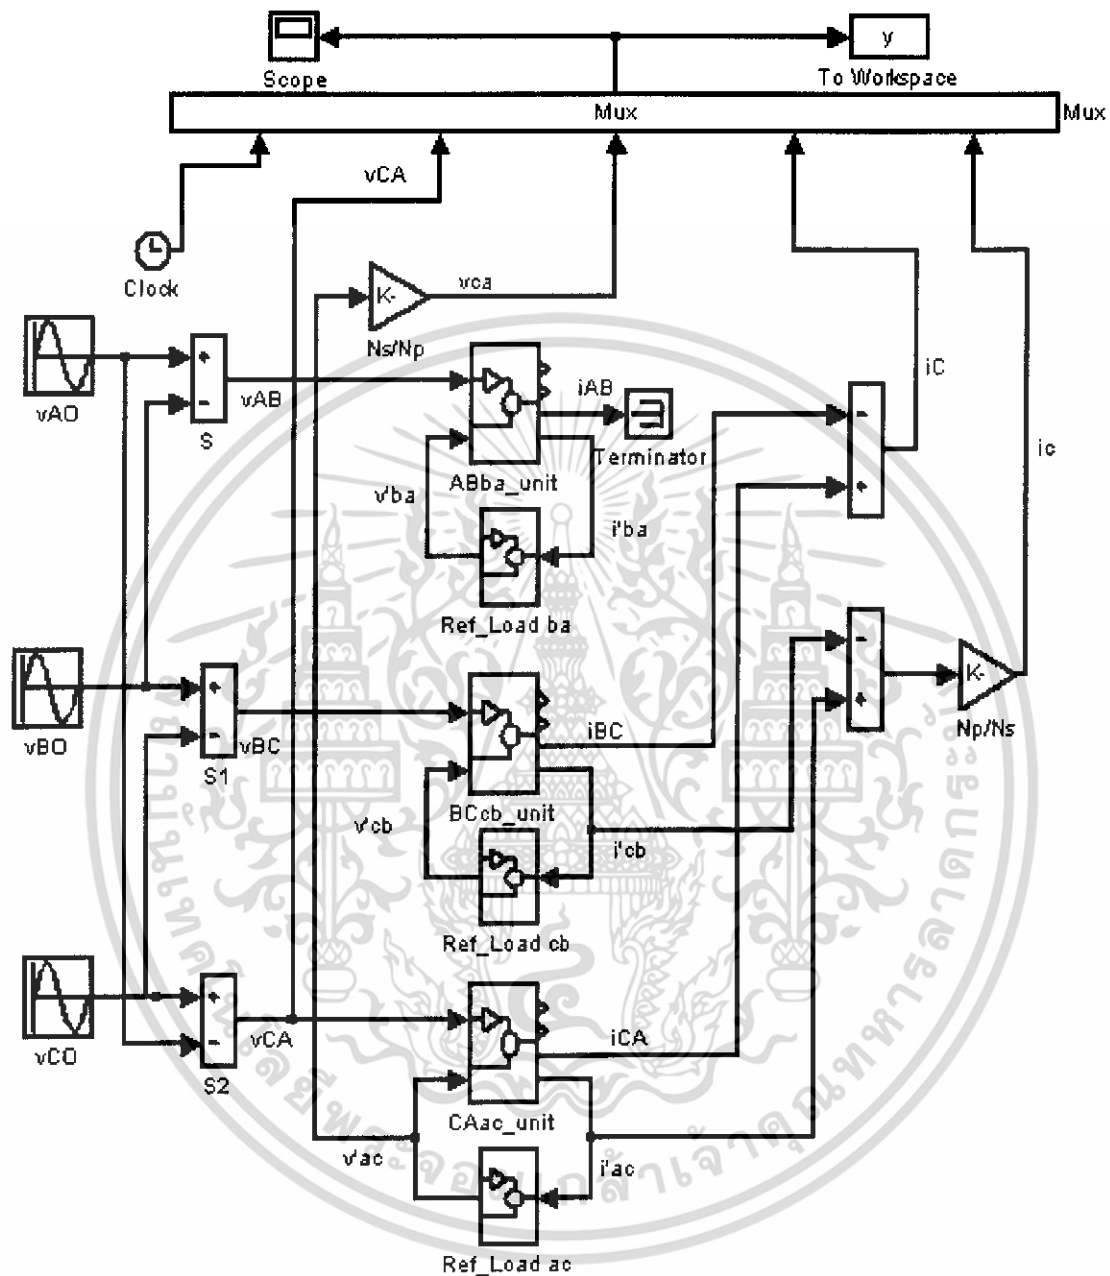 y
Scope
To Workspace
Mux
Mux
vCA
Clock
K-
vca
Ns/Np
iC
ic
vAO
+
-
S
vAB
iAB
Terminator
ABba_unit
v'ba
i'ba
Ref_Load ba
-
+
vBO
+
-
S1
vBC
iBC
BCcb_unit
v'cb
i'cb
Ref_Load cb
-
+
K-
Np/Ns
vCO
+
-
S2
vCA
iCA
CAac_unit
v'ac
i'ac
Ref_Load ac